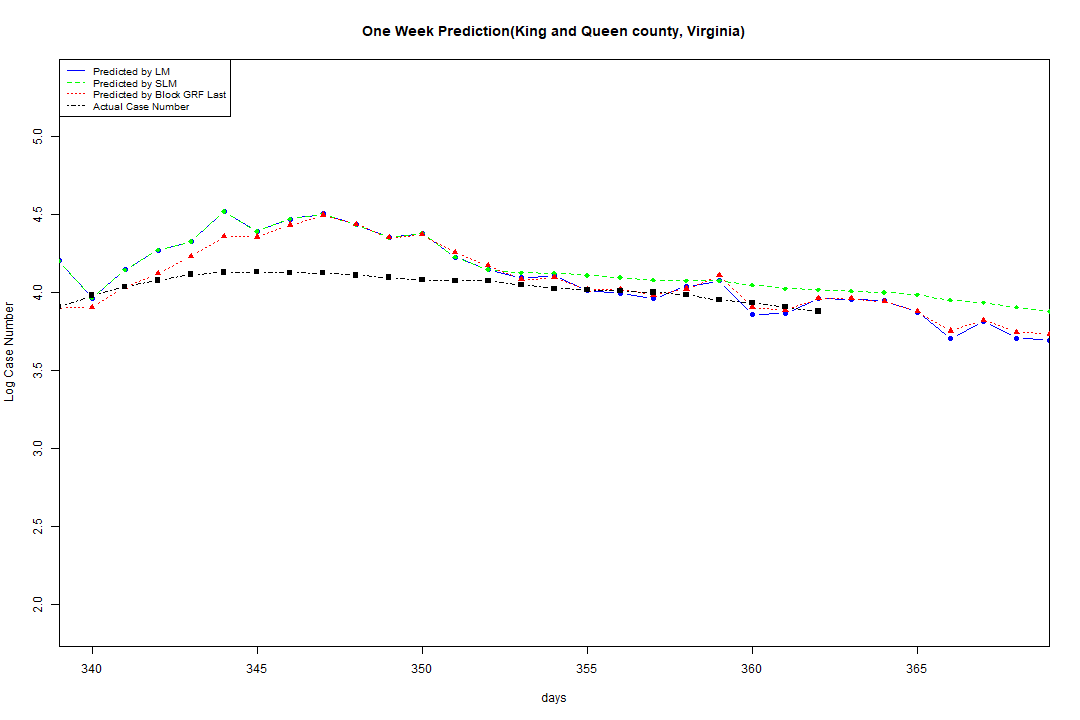 One Week Prediction(King and Queen county, Virginia)
Predicted by LM
Predicted by SLM
Predicted by Block GRF Last
Actual Case Number
5.0
4.5
4.0
3.5
3.0
2.5
2.0
Log Case Number
340 345 350 355 360 365
days